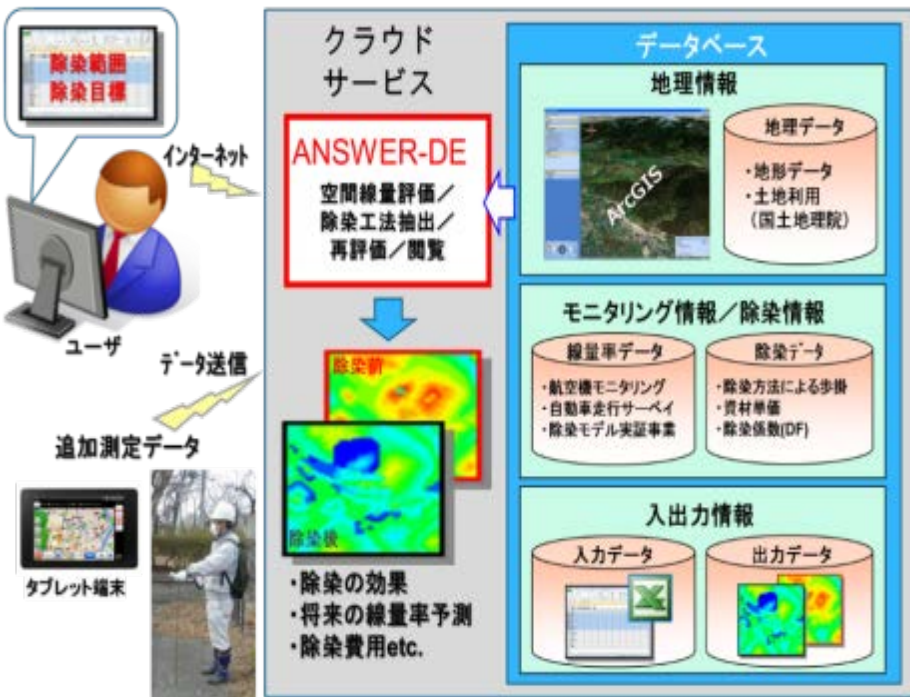 除染範囲
除染目標
インターネット
ユーザ
データ送信
追加測定データ
タブレット端末
クラウド
サービス
ANSWER-DE
空間線量評価／
除染工法抽出／
再評価／閲覧
除染前
除染後
・除染の効果
・将来の線量率予測
・除染費用etc.
データベース
地理情報
ArcGIS
地理データ
・地形データ
・土地利用
（国土地理院）
モニタリング情報／除染情報
線量率データ
・航空機モニタリング
・自動車走行サーベイ
・除染モデル実証事業
除染データ
・除染方法による歩掛
・資材単価
・除染係数(DF)
入出力情報
入力データ
出力データ